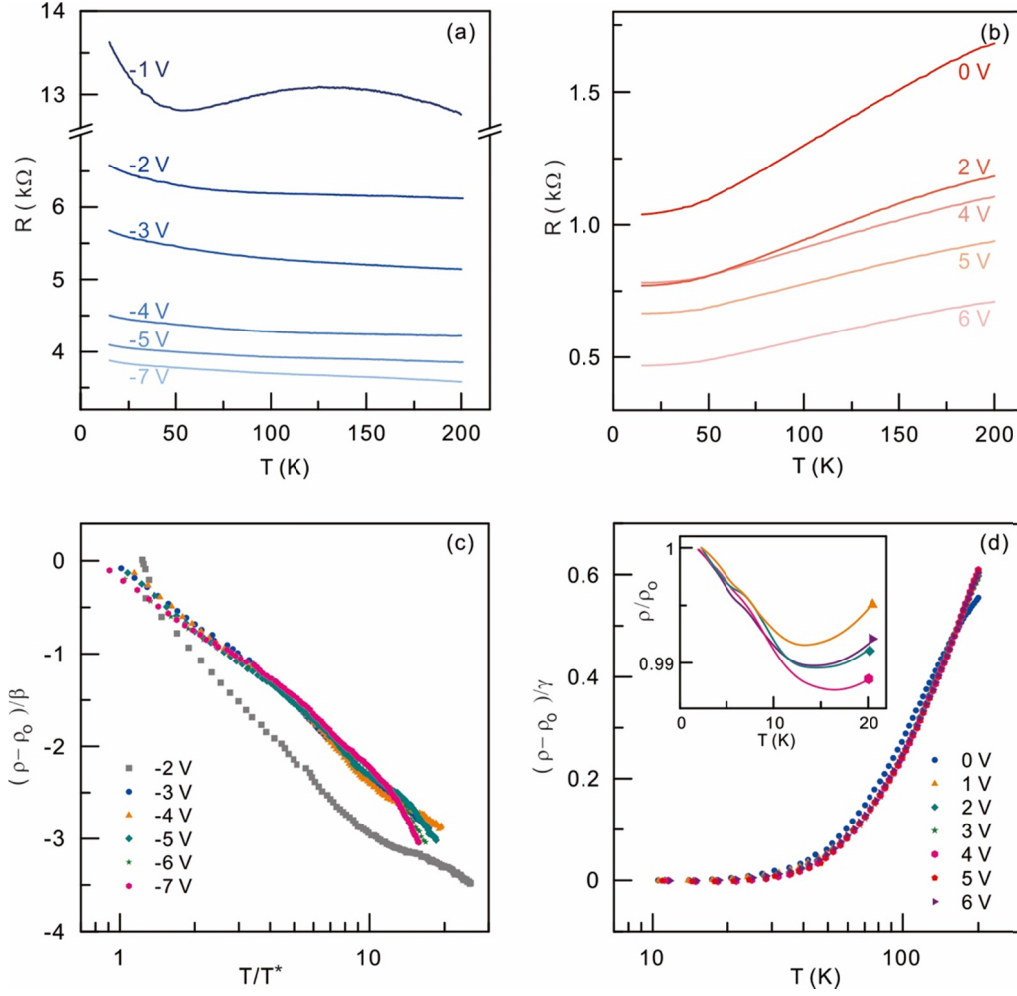 (a)
14
13
6
5
4
R (kΩ)
-1 V
-2 V
-3 V
-4 V
-5 V
-7 V
0 50 100 150 200
T (K)
(b)
1.5
1.0
0.5
R (kΩ)
0 V
2 V
4 V
5 V
6 V
0 50 100 150 200
T (K)
(c)
0
-1
-2
-3
-4
(ρ-ρo)/β
-2 V
-3 V
-4 V
-5 V
-6 V
-7 V
1 10
T/T*
(d)
0.6
0.4
0.2
0
(ρ-ρo)/γ
1
0.99
ρ/ρo
0 10 20
T (K)
0 V
1 V
2 V
3 V
4 V
5 V
6 V
10 100
T (K)